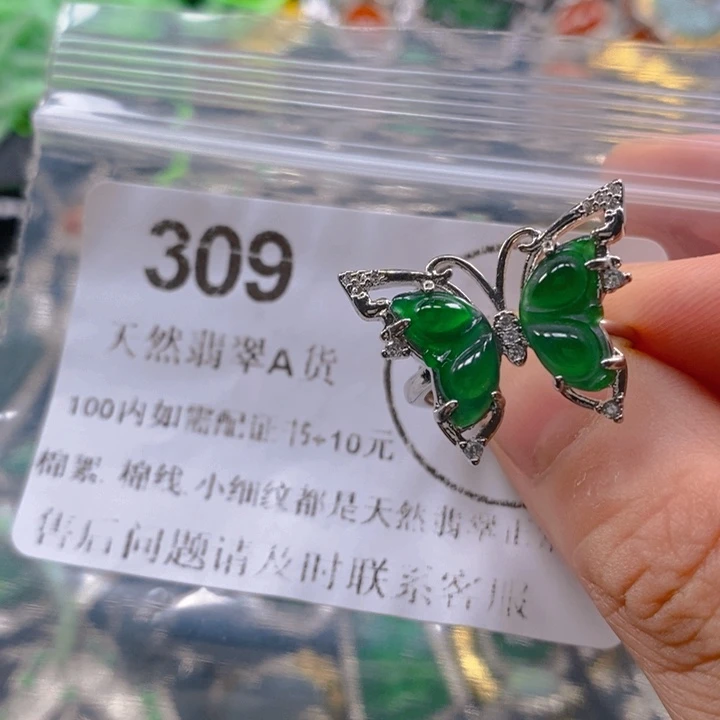 309
天然翡翠A货
100内如需配证书+10元
棉絮 棉线 小细纹都是天然翡翠正
售后问题请及时联系客服